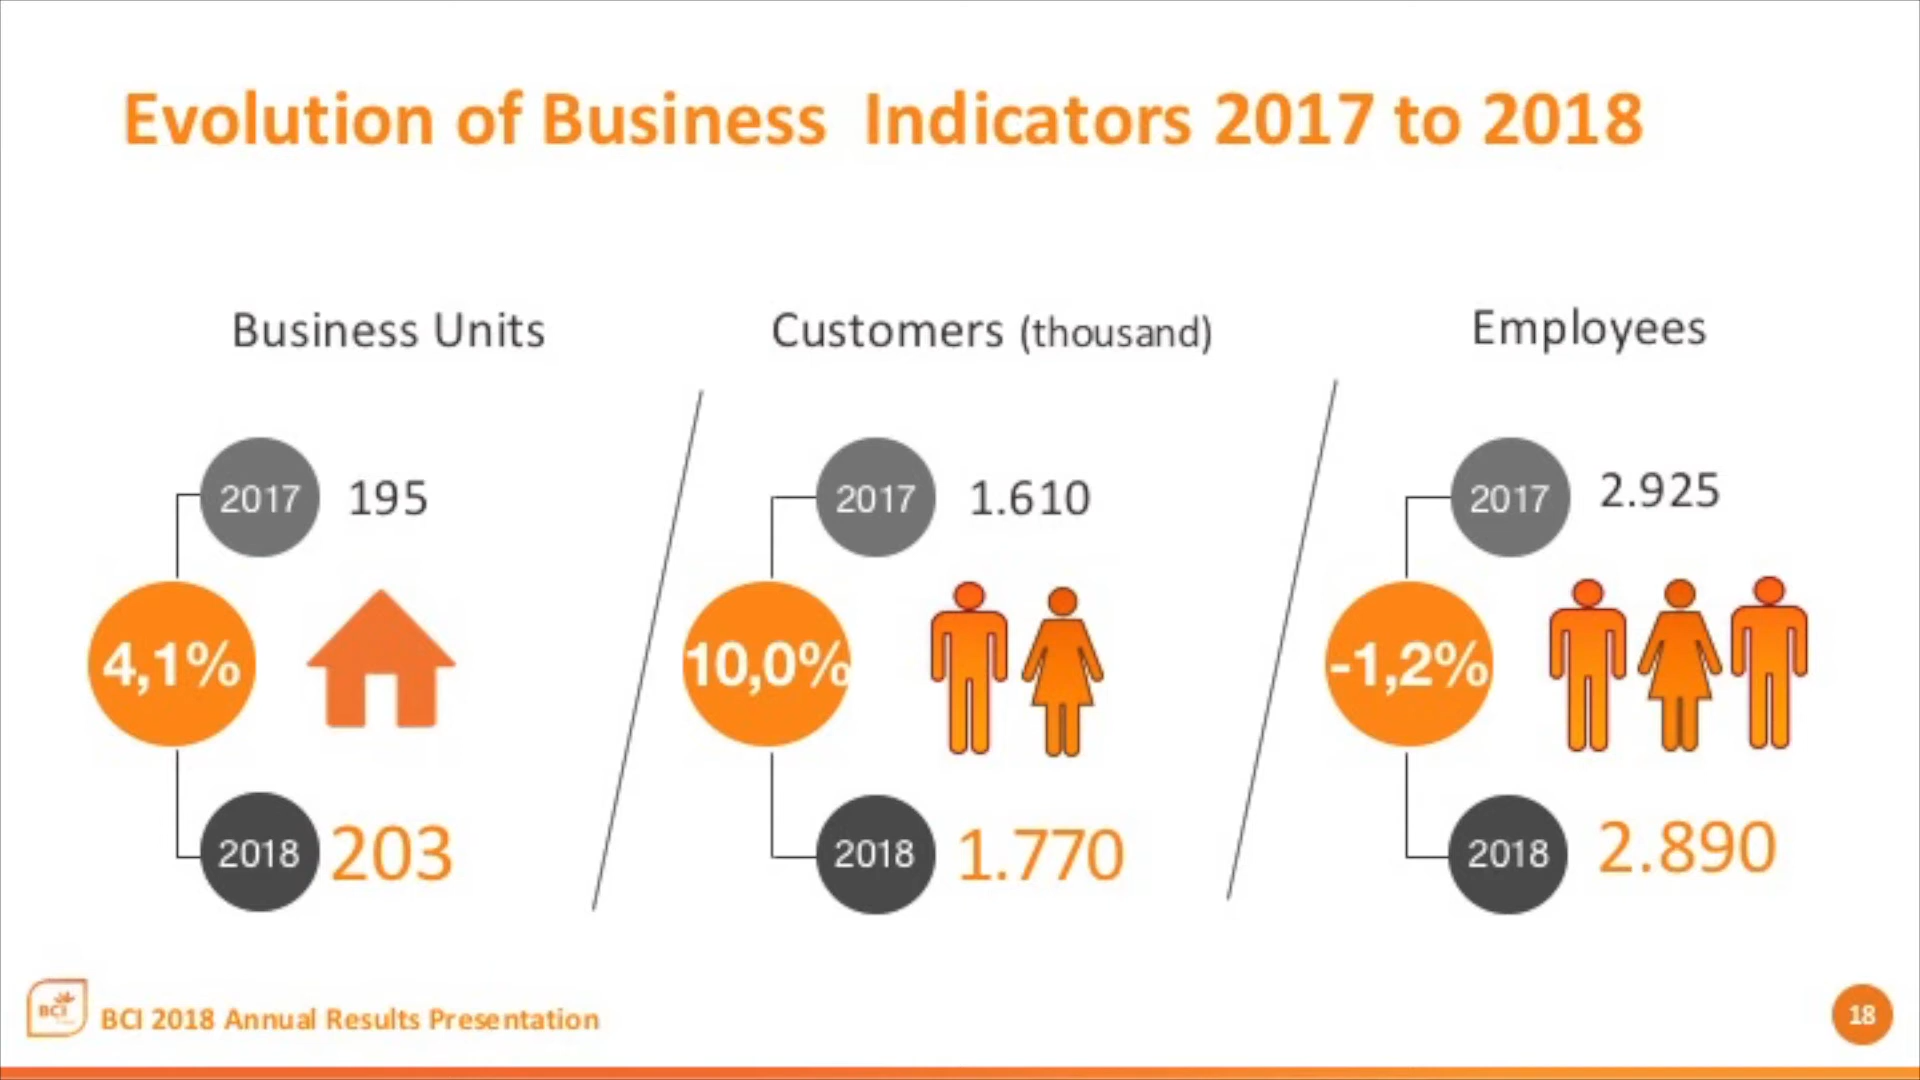 Evolution of Business Indicators 2017 to 2018
Business Units
2017 195
4,1%
2018 203
Customers (thousand)
2017 1.610
10,0%
2018 1.770
Employees
2017 2.925
-1,2%
2018 2.890
BCI
BCI 2018 Annual Results Presentation
18